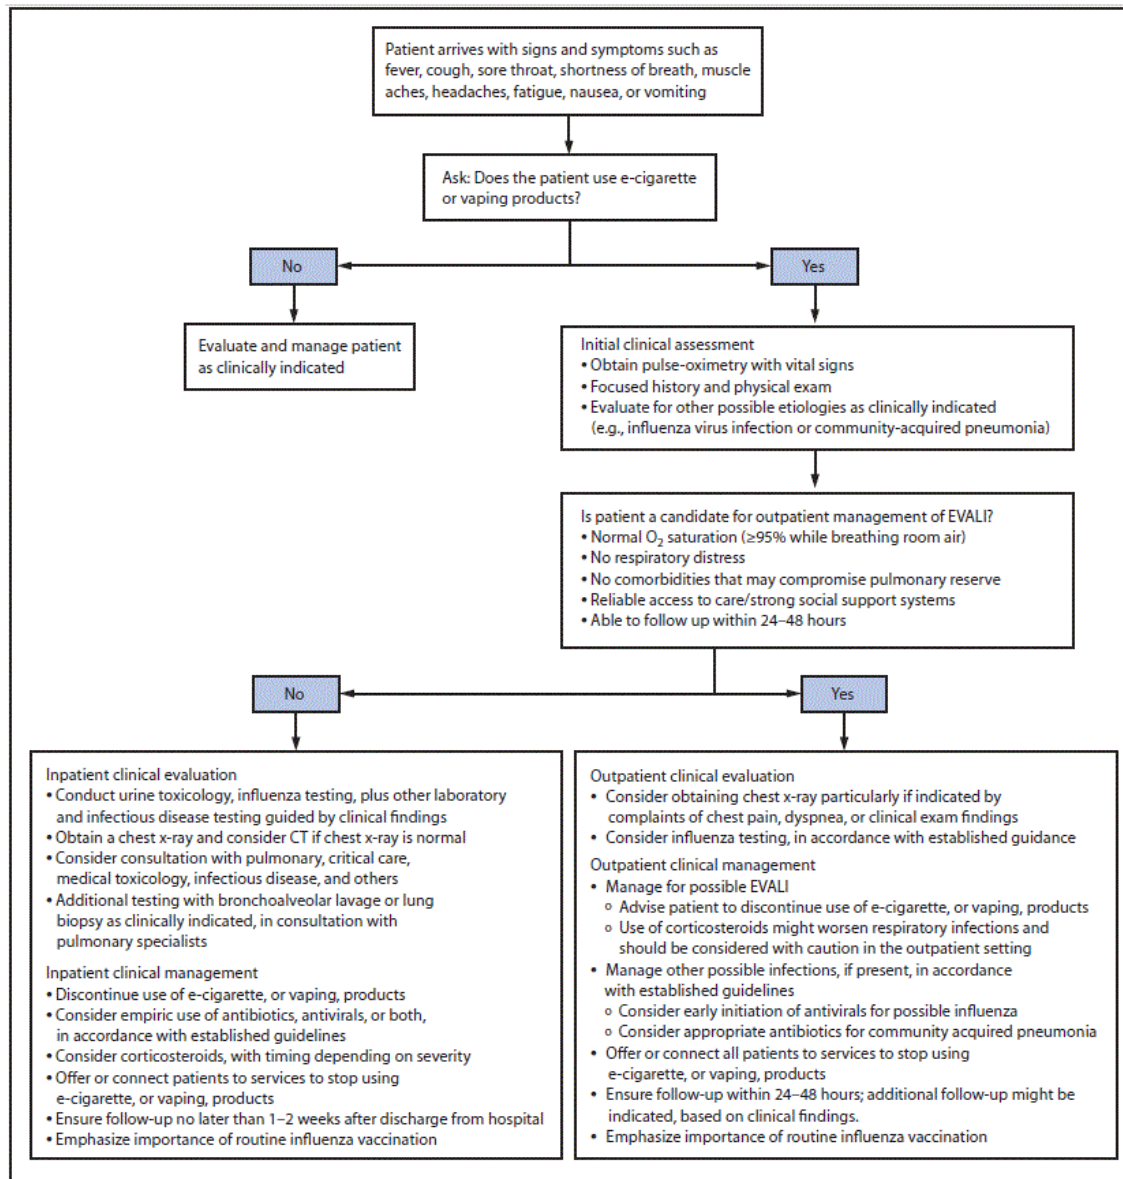 Patient arrives with signs and symptoms such as
fever, cough, sore throat, shortness of breath, muscle
aches, headaches, fatigue, nausea, or vomiting
Ask: Does the patient use e-cigarette
or vaping products?
No
Yes
Evaluate and manage patient
as clinically indicated
Initial clinical assessment
• Obtain pulse-oximetry with vital signs
• Focused history and physical exam
• Evaluate for other possible etiologies as clinically indicated
(e.g., influenza virus infection or community-acquired pneumonia)
Is patient a candidate for outpatient management of EVALI?
• Normal O₂ saturation (≥95% while breathing room air)
• No respiratory distress
• No comorbidities that may compromise pulmonary reserve
• Reliable access to care/strong social support systems
• Able to follow up within 24–48 hours
No
Yes
Inpatient clinical evaluation
• Conduct urine toxicology, influenza testing, plus other laboratory
and infectious disease testing guided by clinical findings
• Obtain a chest x-ray and consider CT if chest x-ray is normal
• Consider consultation with pulmonary, critical care,
medical toxicology, infectious disease, and others
• Additional testing with bronchoalveolar lavage or lung
biopsy as clinically indicated, in consultation with
pulmonary specialists
Inpatient clinical management
• Discontinue use of e-cigarette, or vaping, products
• Consider empiric use of antibiotics, antivirals, or both,
in accordance with established guidelines
• Consider corticosteroids, with timing depending on severity
• Offer or connect patients to services to stop using
e-cigarette, or vaping, products
• Ensure follow-up no later than 1–2 weeks after discharge from hospital
• Emphasize importance of routine influenza vaccination
Outpatient clinical evaluation
• Consider obtaining chest x-ray particularly if indicated by
complaints of chest pain, dyspnea, or clinical exam findings
• Consider influenza testing, in accordance with established guidance
Outpatient clinical management
• Manage for possible EVALI
o Advise patient to discontinue use of e-cigarette, or vaping, products
o Use of corticosteroids might worsen respiratory infections and
should be considered with caution in the outpatient setting
• Manage other possible infections, if present, in accordance
with established guidelines
o Consider early initiation of antivirals for possible influenza
o Consider appropriate antibiotics for community acquired pneumonia
• Offer or connect all patients to services to stop using
e-cigarette, or vaping, products
• Ensure follow-up within 24–48 hours; additional follow-up might be
indicated, based on clinical findings.
• Emphasize importance of routine influenza vaccination